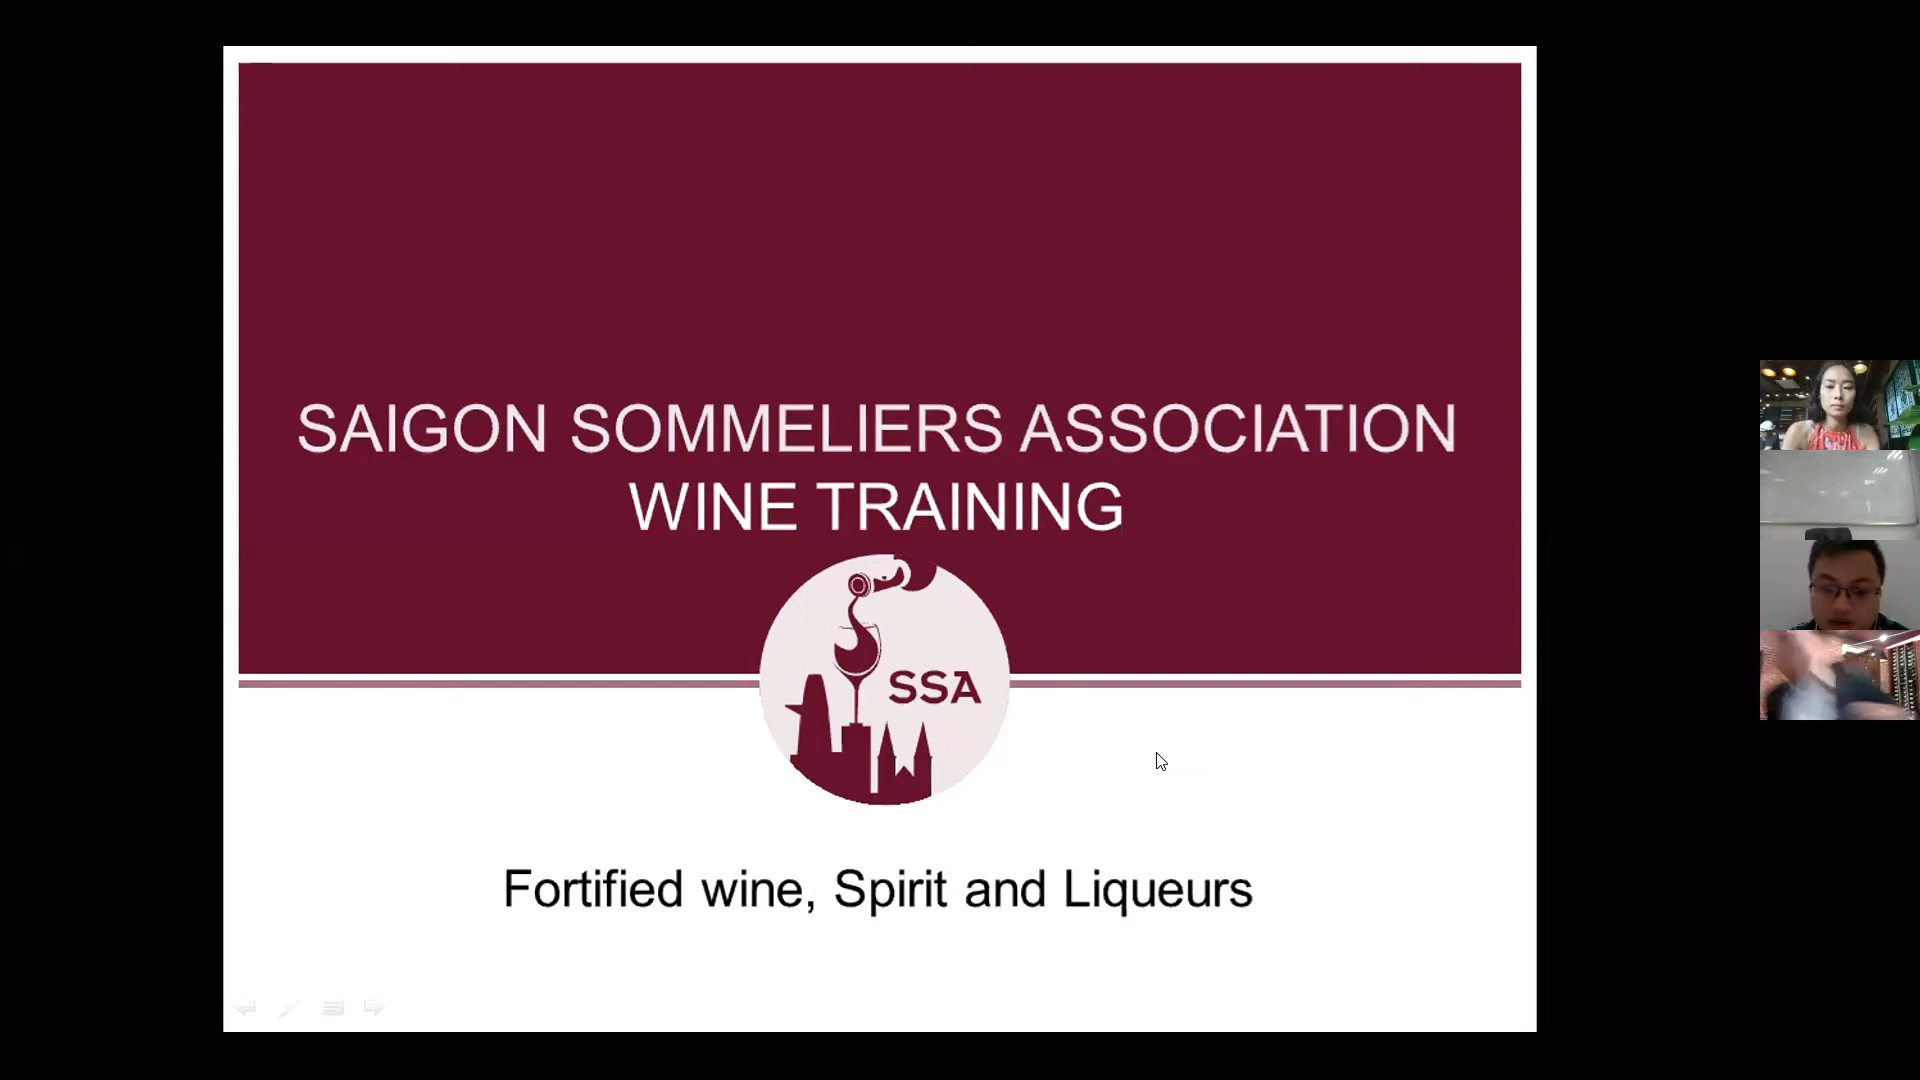 SAIGON SOMMELIERS ASSOCIATION
WINE TRAINING
SSA
Fortified wine, Spirit and Liqueurs